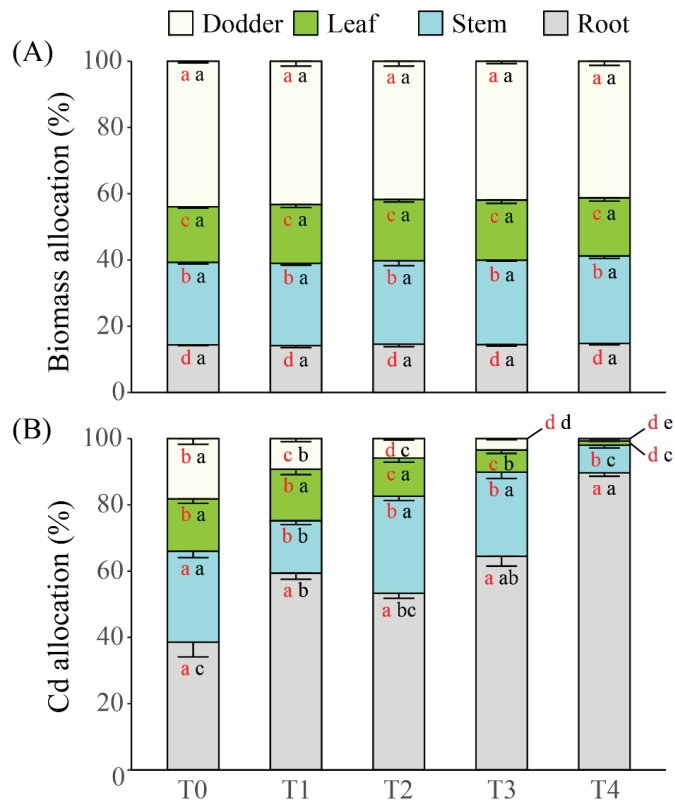 Dodder Leaf Stem Root
(A)
Biomass allocation (%)
100
80
60
40
20
0
a a a a a a a a a a
c a c a c a c a c a
b a b a b a b a b a
d a d a d a d a d a
(B)
Cd allocation (%)
100
80
60
40
20
0
d d d e
b a c b d c d c
b a b a c a c b b c
a a b b b a b a a a
a c a b a bc a ab
T0 T1 T2 T3 T4